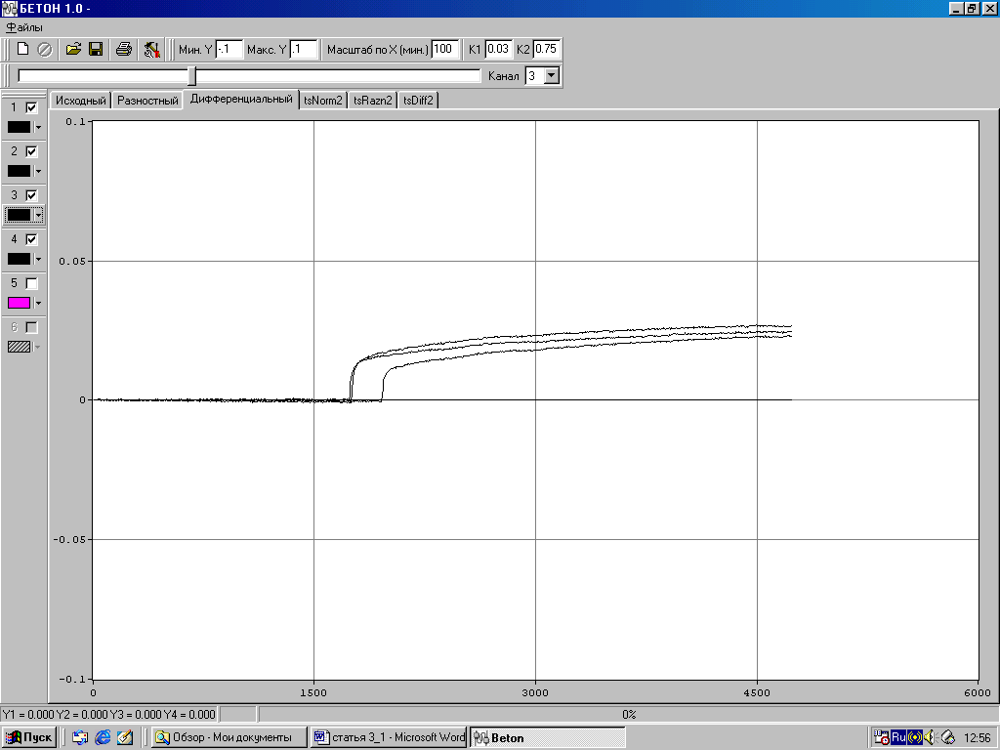 БЕТОН 1.0 -
Файлы
Мин. Y -.1 Макс. Y .1 Масштаб по X (мин.) 100 K1 0.03 K2 0.75
Канал 3
1
2
3
4
5
6
Исходный Разностный Дифференциальный tsNorm2 tsRazn2 tsDiff2
0.1
0.05
0
-0.05
-0.1
0 1500 3000 4500 6000
Y1 = 0.000 Y2 = 0.000 Y3 = 0.000 Y4 = 0.000 0%
Пуск Обзор - Мои документы статья 3_1 - Microsoft Word Beton Ru 12:56